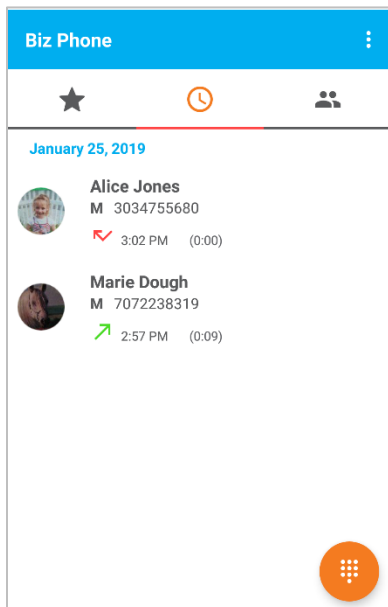 Biz Phone
January 25, 2019
Alice Jones
M 3034755680
3:02 PM (0:00)
Marie Dough
M 7072238319
2:57 PM (0:09)